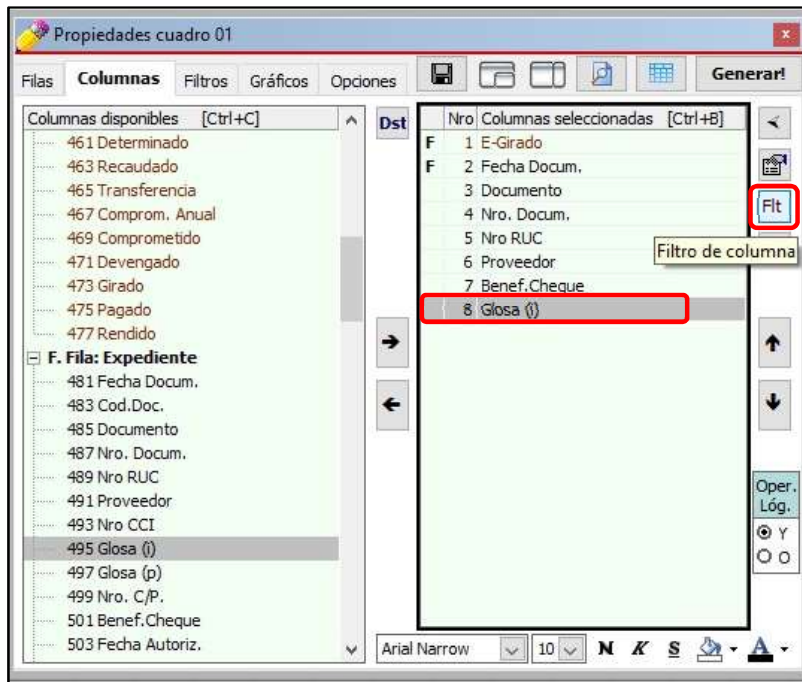 Propiedades cuadro 01
x
Filas Columnas Filtros Gráficos Opciones Generar!
Columnas disponibles [Ctrl+C]
461 Determinado
463 Recaudado
465 Transferencia
467 Comprom. Anual
469 Comprometido
471 Devengado
473 Girado
475 Pagado
477 Rendido
F. Fila: Expediente
481 Fecha Docum.
483 Cod.Doc.
485 Documento
487 Nro. Docum.
489 Nro RUC
491 Proveedor
493 Nro CCI
495 Glosa (i)
497 Glosa (p)
499 Nro. C/P.
501 Benef.Cheque
503 Fecha Autoriz.
Dst
Nro Columnas seleccionadas [Ctrl+B]
F 1 E-Girado
F 2 Fecha Docum.
3 Documento
4 Nro. Docum.
5 Nro RUC
6 Proveedor
7 Benef.Cheque
8 Glosa (i)
Flt
Filtro de columna
Oper.
Lóg.
Y
O
Arial Narrow 10 N K S A